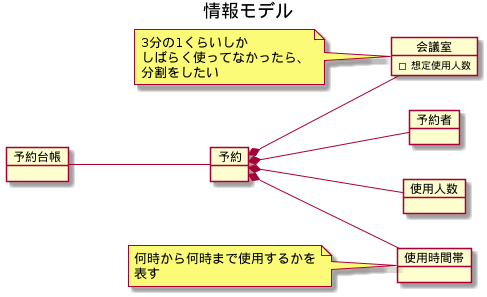 情報モデル
3分の1くらいしか
しばらく使ってなかったら、
分割をしたい
会議室
想定使用人数
予約者
予約台帳
予約
使用人数
何時から何時まで使用するかを
表す
使用時間帯